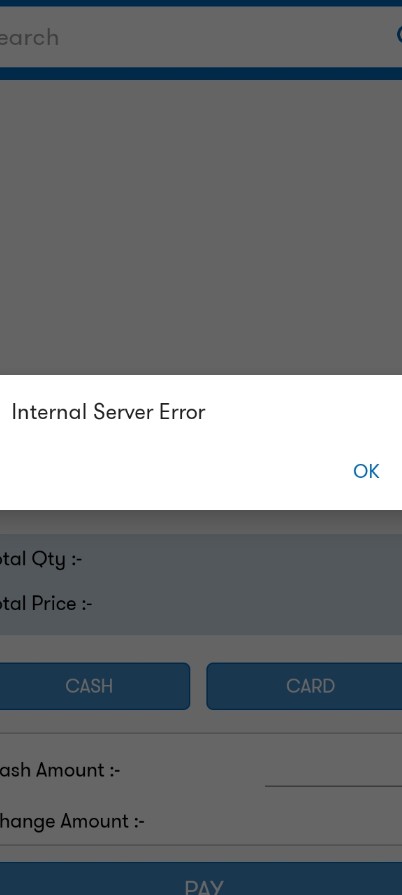 earch
Internal Server Error
OK
otal Qty :-
otal Price :-
CASH
CARD
ash Amount :-
hange Amount :-
PAY